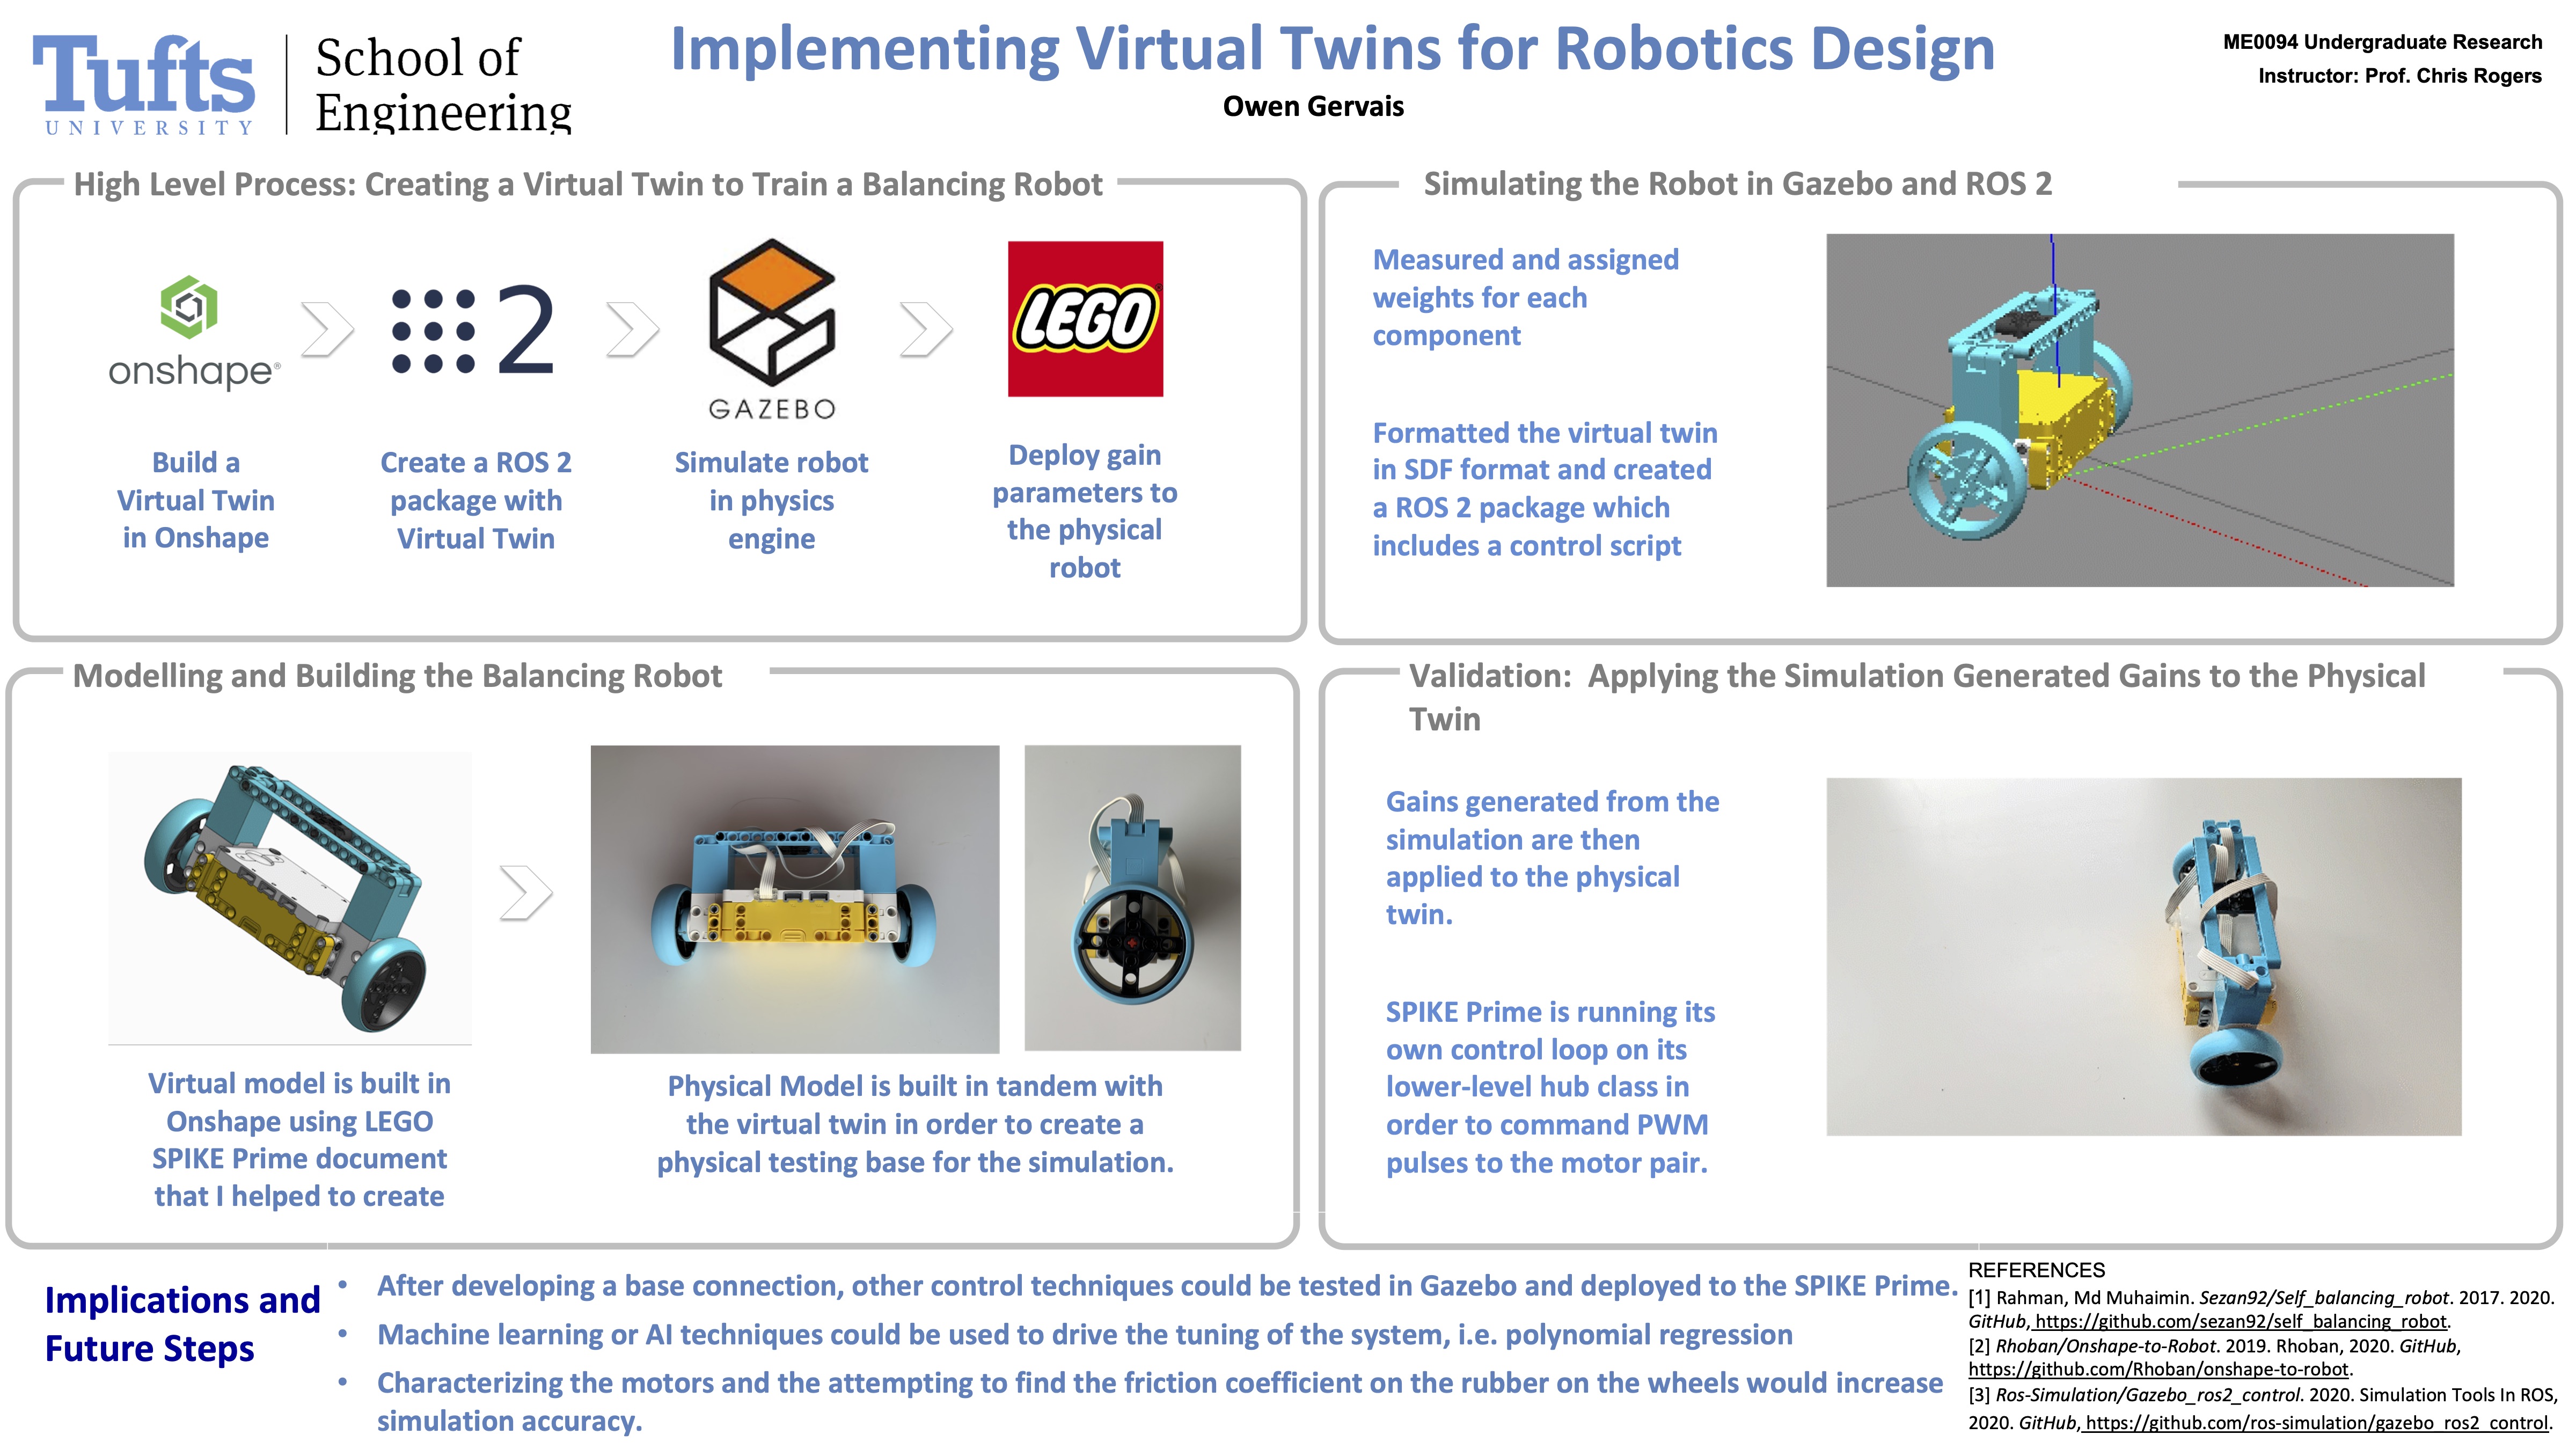 Tufts
UNIVERSITY
School of
Engineering
Implementing Virtual Twins for Robotics Design
Owen Gervais
ME0094 Undergraduate Research
Instructor: Prof. Chris Rogers
High Level Process: Creating a Virtual Twin to Train a Balancing Robot
onshape®
Build a
Virtual Twin
in Onshape
2
Create a ROS 2
package with
Virtual Twin
GAZEBO
Simulate robot
in physics
engine
LEGO
Deploy gain
parameters to
the physical
robot
Simulating the Robot in Gazebo and ROS 2
Measured and assigned
weights for each
component
Formatted the virtual twin
in SDF format and created
a ROS 2 package which
includes a control script
Modelling and Building the Balancing Robot
Virtual model is built in
Onshape using LEGO
SPIKE Prime document
that I helped to create
Physical Model is built in tandem with
the virtual twin in order to create a
physical testing base for the simulation.
Validation:  Applying the Simulation Generated Gains to the Physical
Twin
Gains generated from the
simulation are then
applied to the physical
twin.
SPIKE Prime is running its
own control loop on its
lower-level hub class in
order to command PWM
pulses to the motor pair.
Implications and
Future Steps
• After developing a base connection, other control techniques could be tested in Gazebo and deployed to the SPIKE Prime.
• Machine learning or AI techniques could be used to drive the tuning of the system, i.e. polynomial regression
• Characterizing the motors and the attempting to find the friction coefficient on the rubber on the wheels would increase
simulation accuracy.
REFERENCES
[1] Rahman, Md Muhaimin. Sezan92/Self_balancing_robot. 2017. 2020.
GitHub, https://github.com/sezan92/self_balancing_robot.
[2] Rhoban/Onshape-to-Robot. 2019. Rhoban, 2020. GitHub,
https://github.com/Rhoban/onshape-to-robot.
[3] Ros-Simulation/Gazebo_ros2_control. 2020. Simulation Tools In ROS,
2020. GitHub, https://github.com/ros-simulation/gazebo_ros2_control.